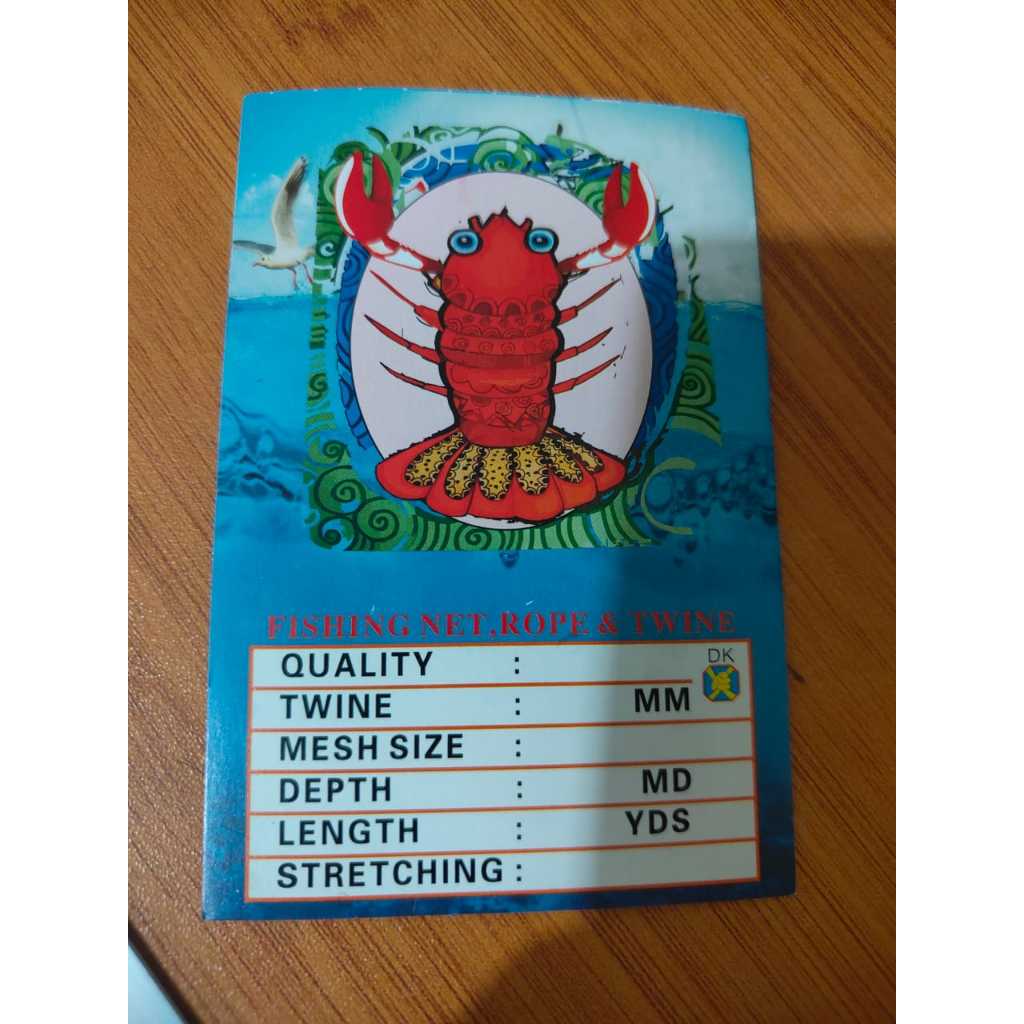 FISHING NET,ROPE & TWINE
QUALITY :
DK
TWINE : MM
MESH SIZE :
DEPTH : MD
LENGTH : YDS
STRETCHING :